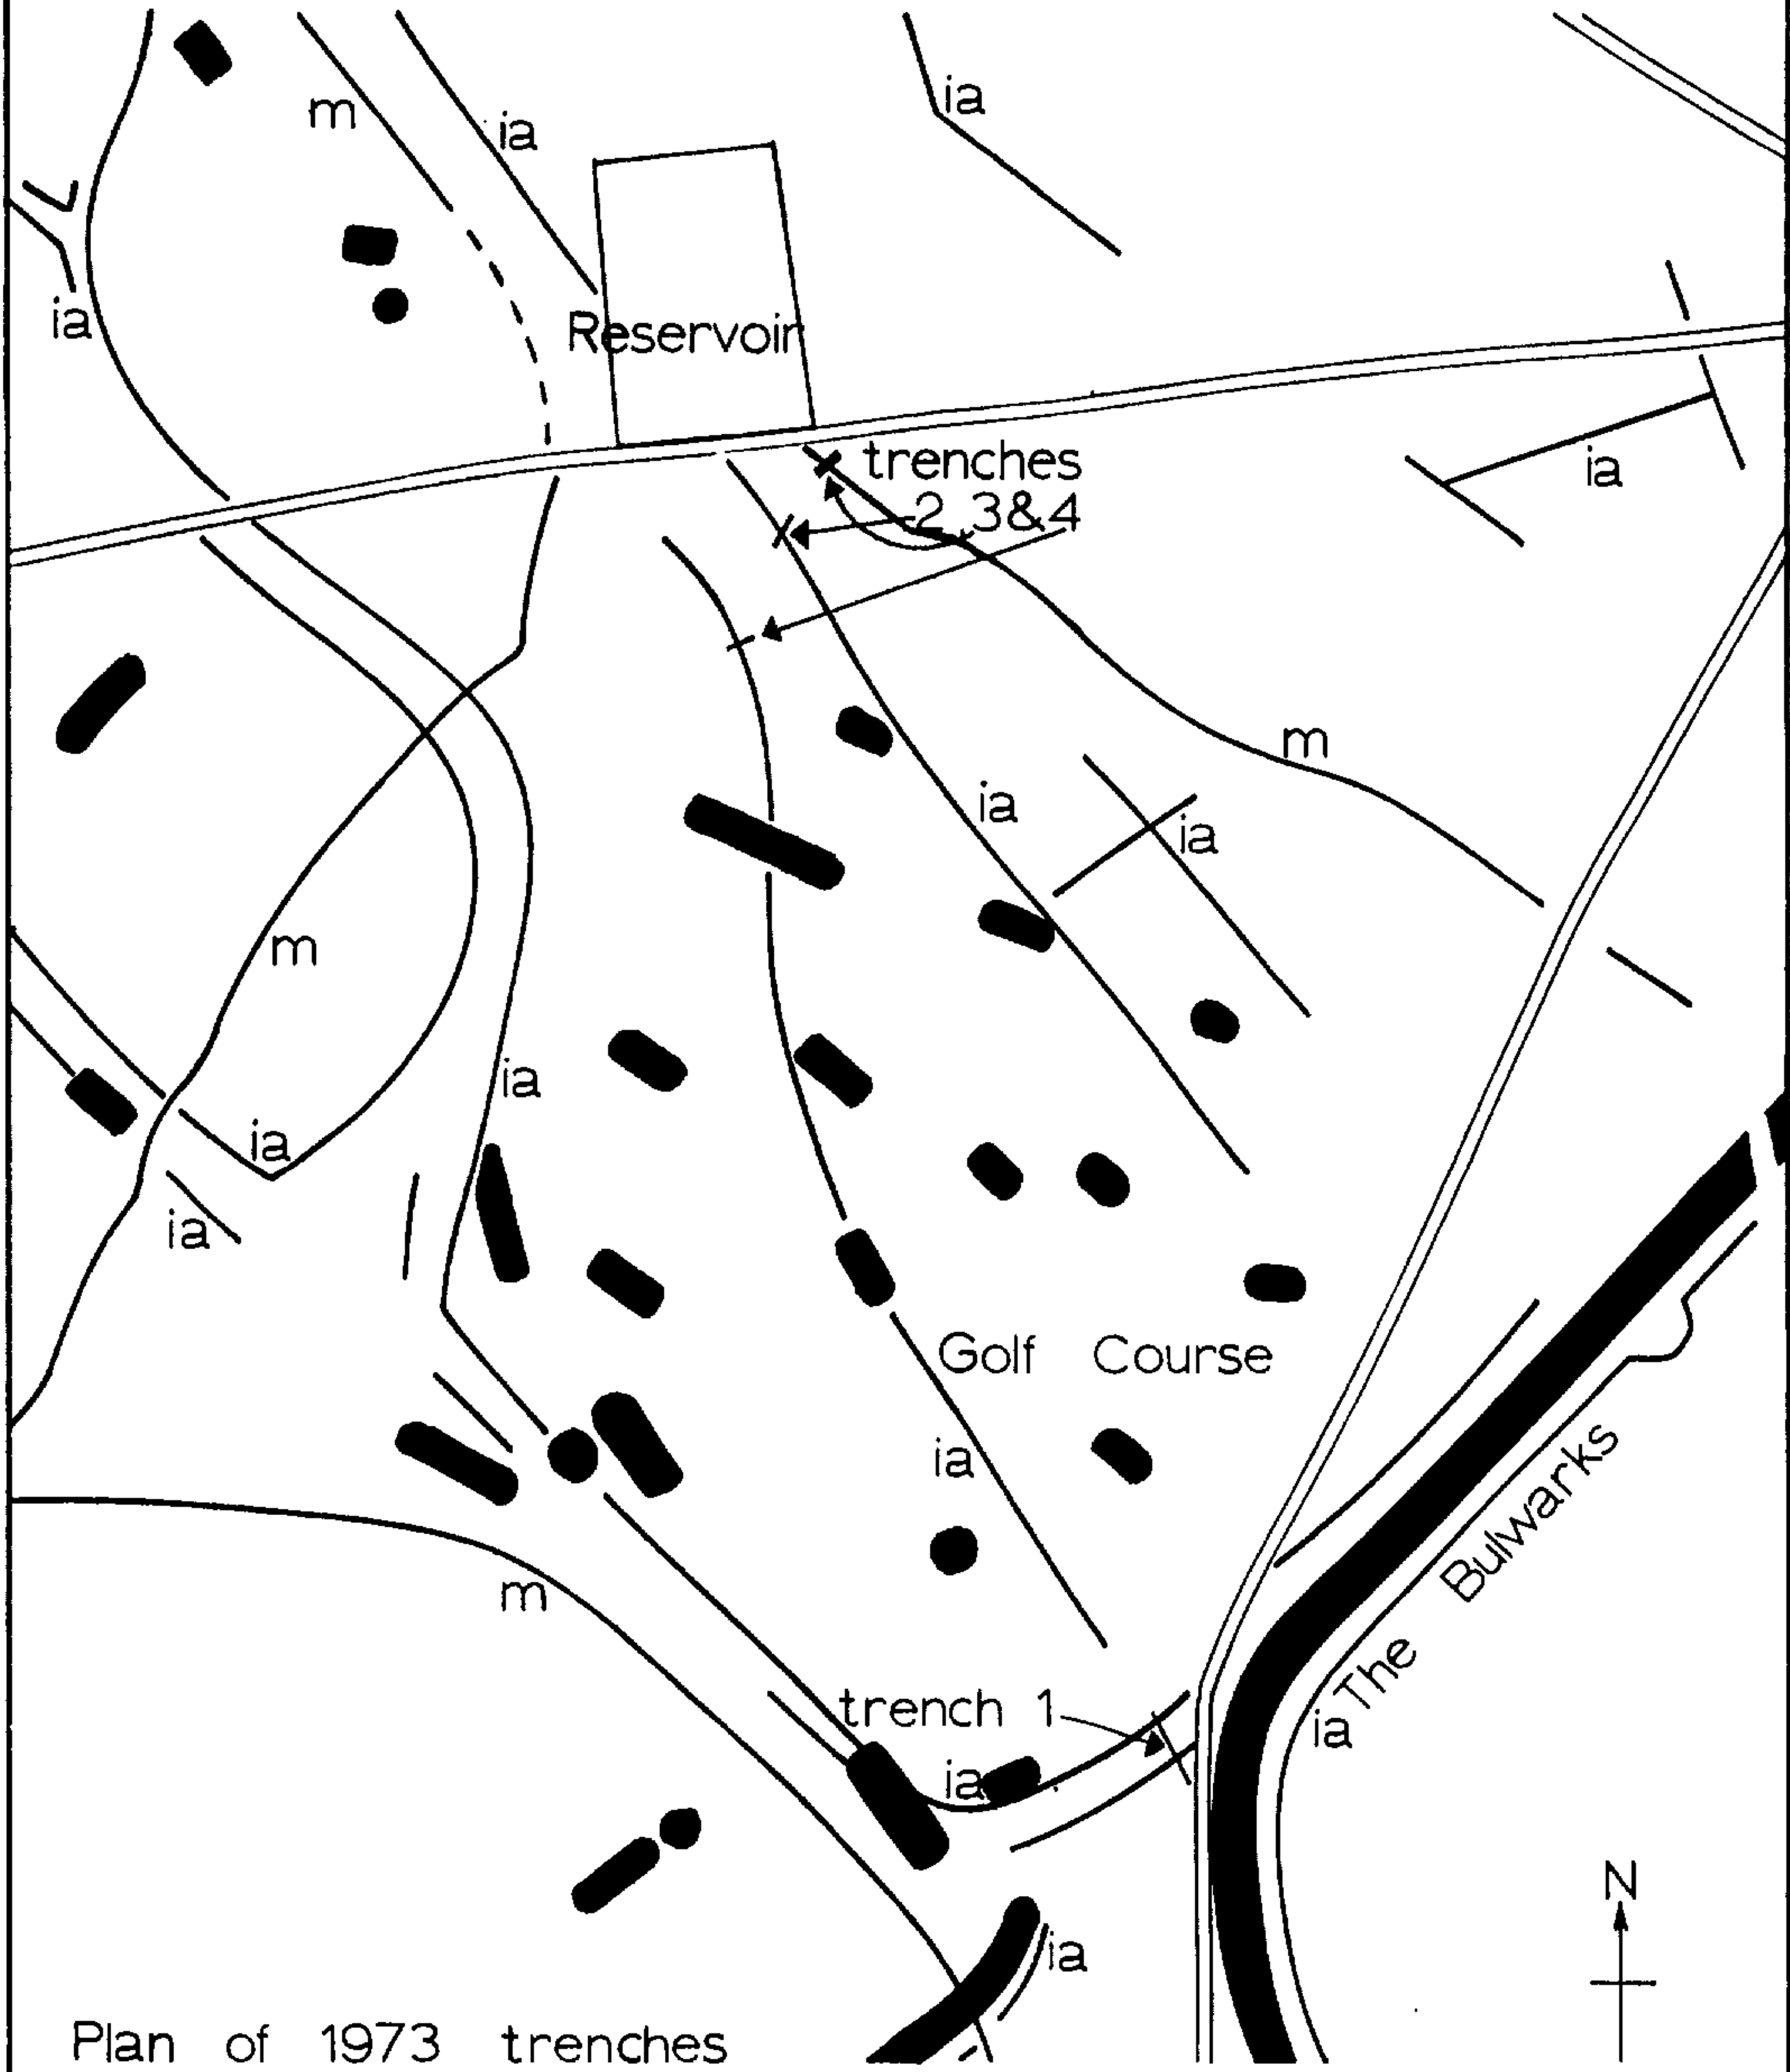 m
ia
ia
ia
Reservoir
trenches
2 3&4
ia
m
ia
ia
m
ia
ia
ia
Golf Course
ia
m
The Bulwarks
trench 1
ia
ia
N
ia
Plan of 1973 trenches